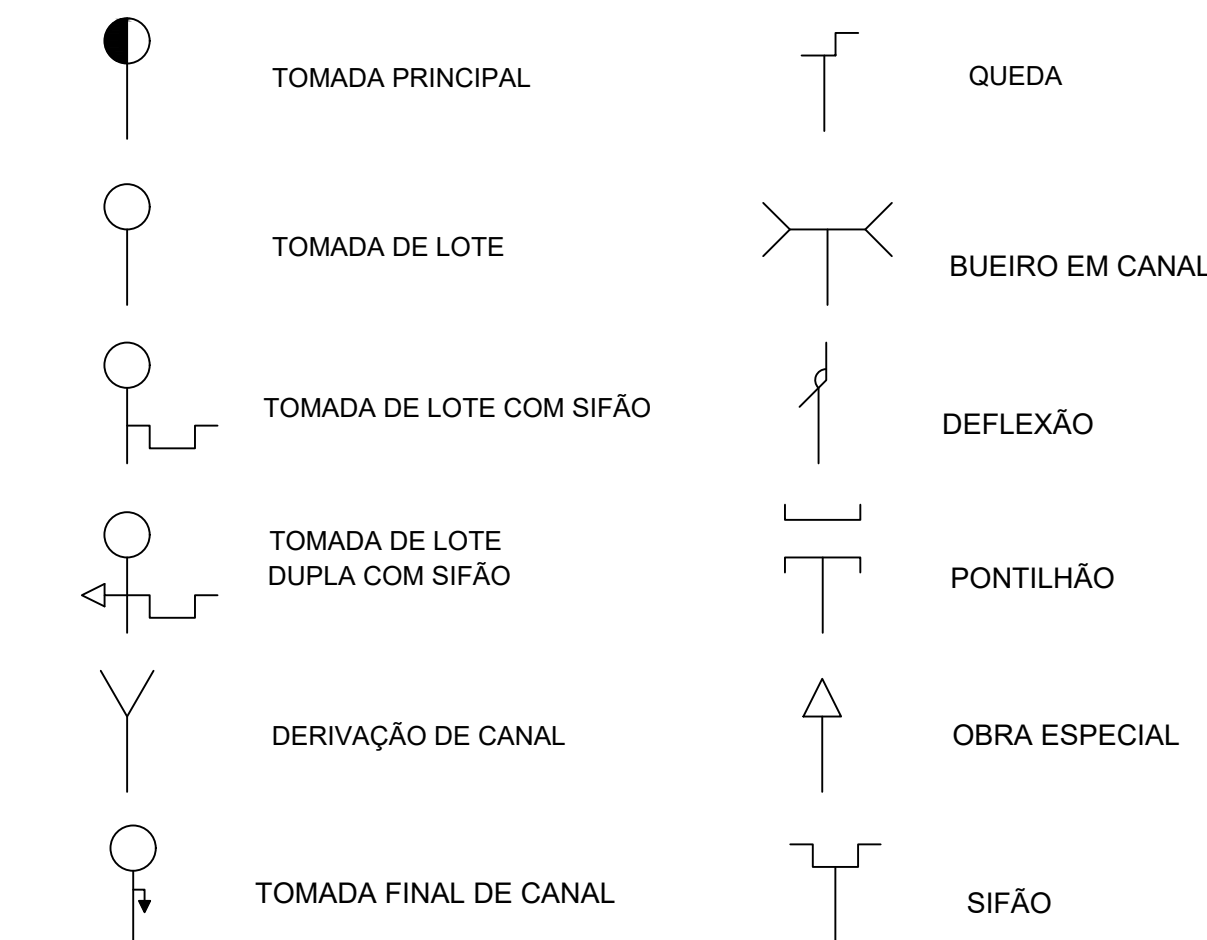 TOMADA PRINCIPAL
TOMADA DE LOTE
TOMADA DE LOTE COM SIFÃO
TOMADA DE LOTE
DUPLA COM SIFÃO
DERIVAÇÃO DE CANAL
TOMADA FINAL DE CANAL
QUEDA
BUEIRO EM CANAL
DEFLEXÃO
PONTILHÃO
OBRA ESPECIAL
SIFÃO